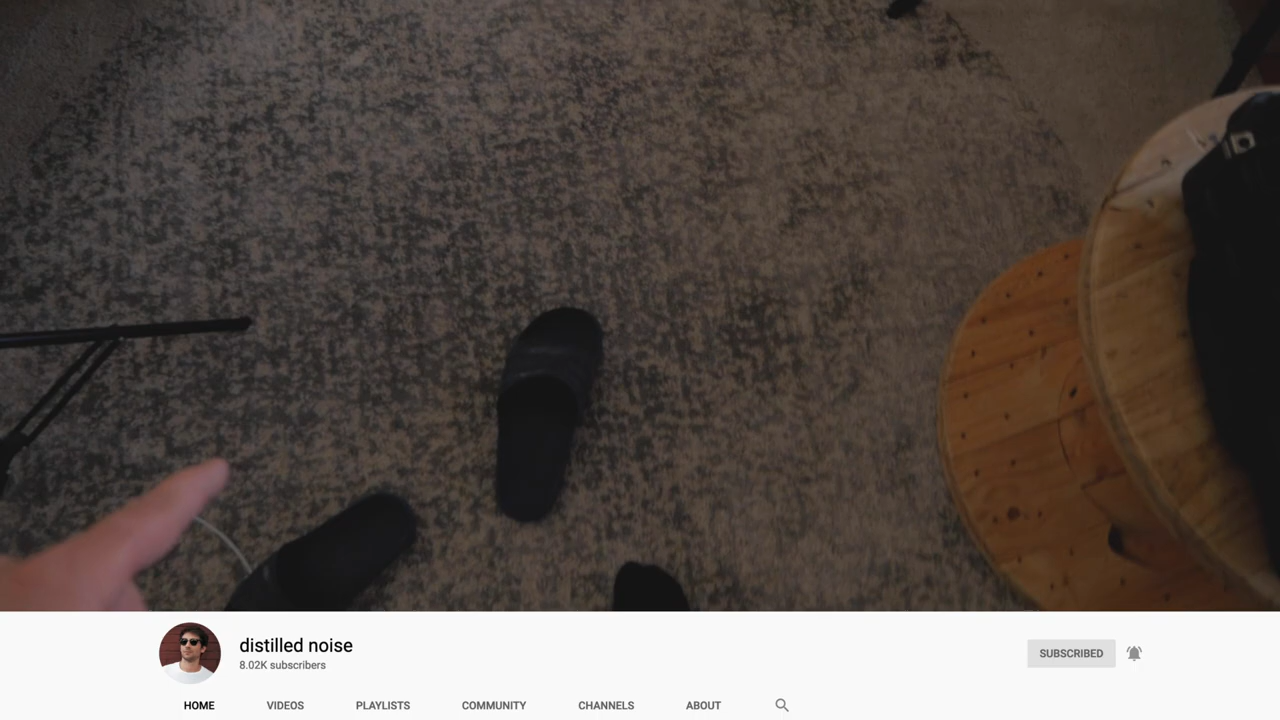 distilled noise
8.02K subscribers
SUBSCRIBED
HOME VIDEOS PLAYLISTS COMMUNITY CHANNELS ABOUT